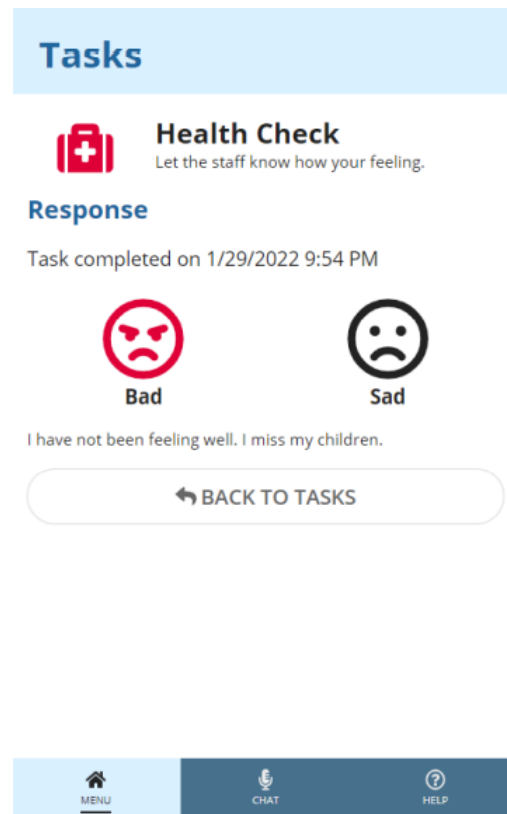 Tasks
Health Check
Let the staff know how your feeling.
Response
Task completed on 1/29/2022 9:54 PM
Bad
Sad
I have not been feeling well. I miss my children.
BACK TO TASKS
MENU
CHAT
HELP